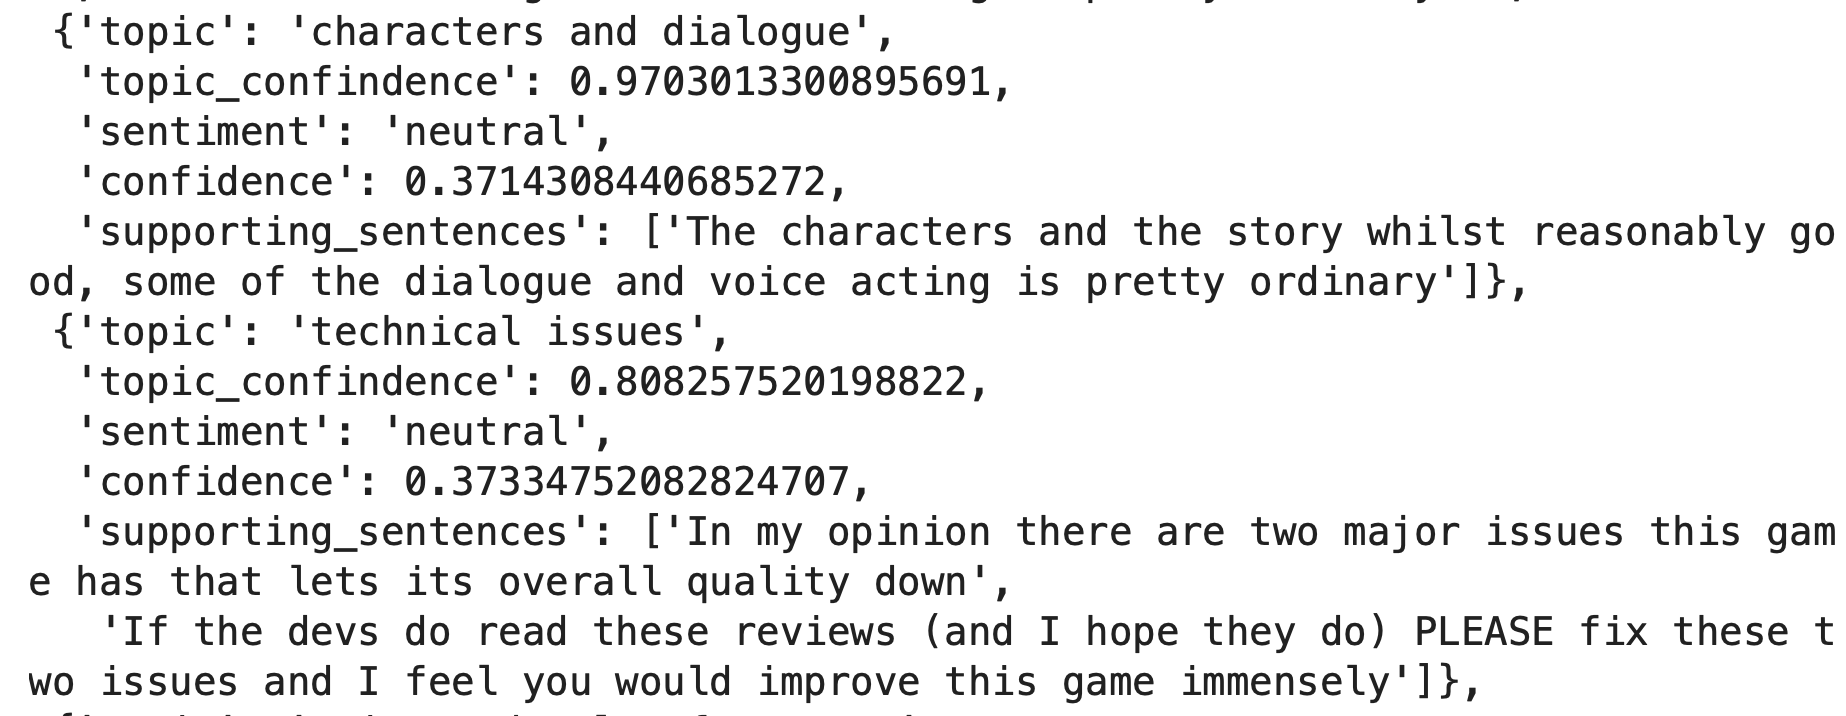 {'topic': 'characters and dialogue',
'topic_confindence': 0.9703013300895691,
'sentiment': 'neutral',
'confidence': 0.3714308440685272,
'supporting_sentences': ['The characters and the story whilst reasonably go
od, some of the dialogue and voice acting is pretty ordinary']},
{'topic': 'technical issues',
'topic_confindence': 0.808257520198822,
'sentiment': 'neutral',
'confidence': 0.37334752082824707,
'supporting_sentences': ['In my opinion there are two major issues this gam
e has that lets its overall quality down',
'If the devs do read these reviews (and I hope they do) PLEASE fix these t
wo issues and I feel you would improve this game immensely']},